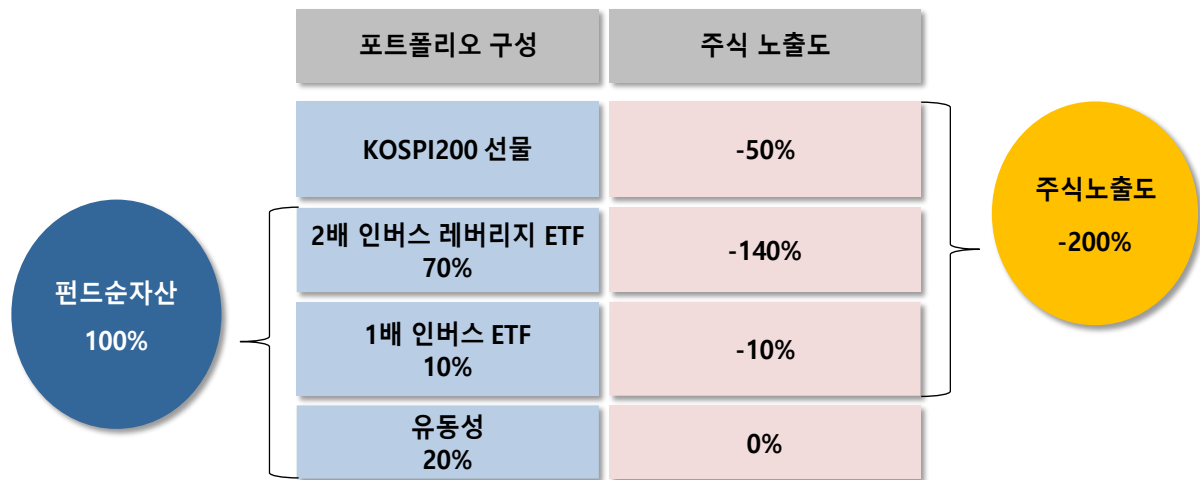 포트폴리오 구성
주식 노출도
KOSPI200 선물
-50%
2배 인버스 레버리지 ETF
70%
-140%
1배 인버스 ETF
10%
-10%
유동성
20%
0%
펀드순자산
100%
주식노출도
-200%